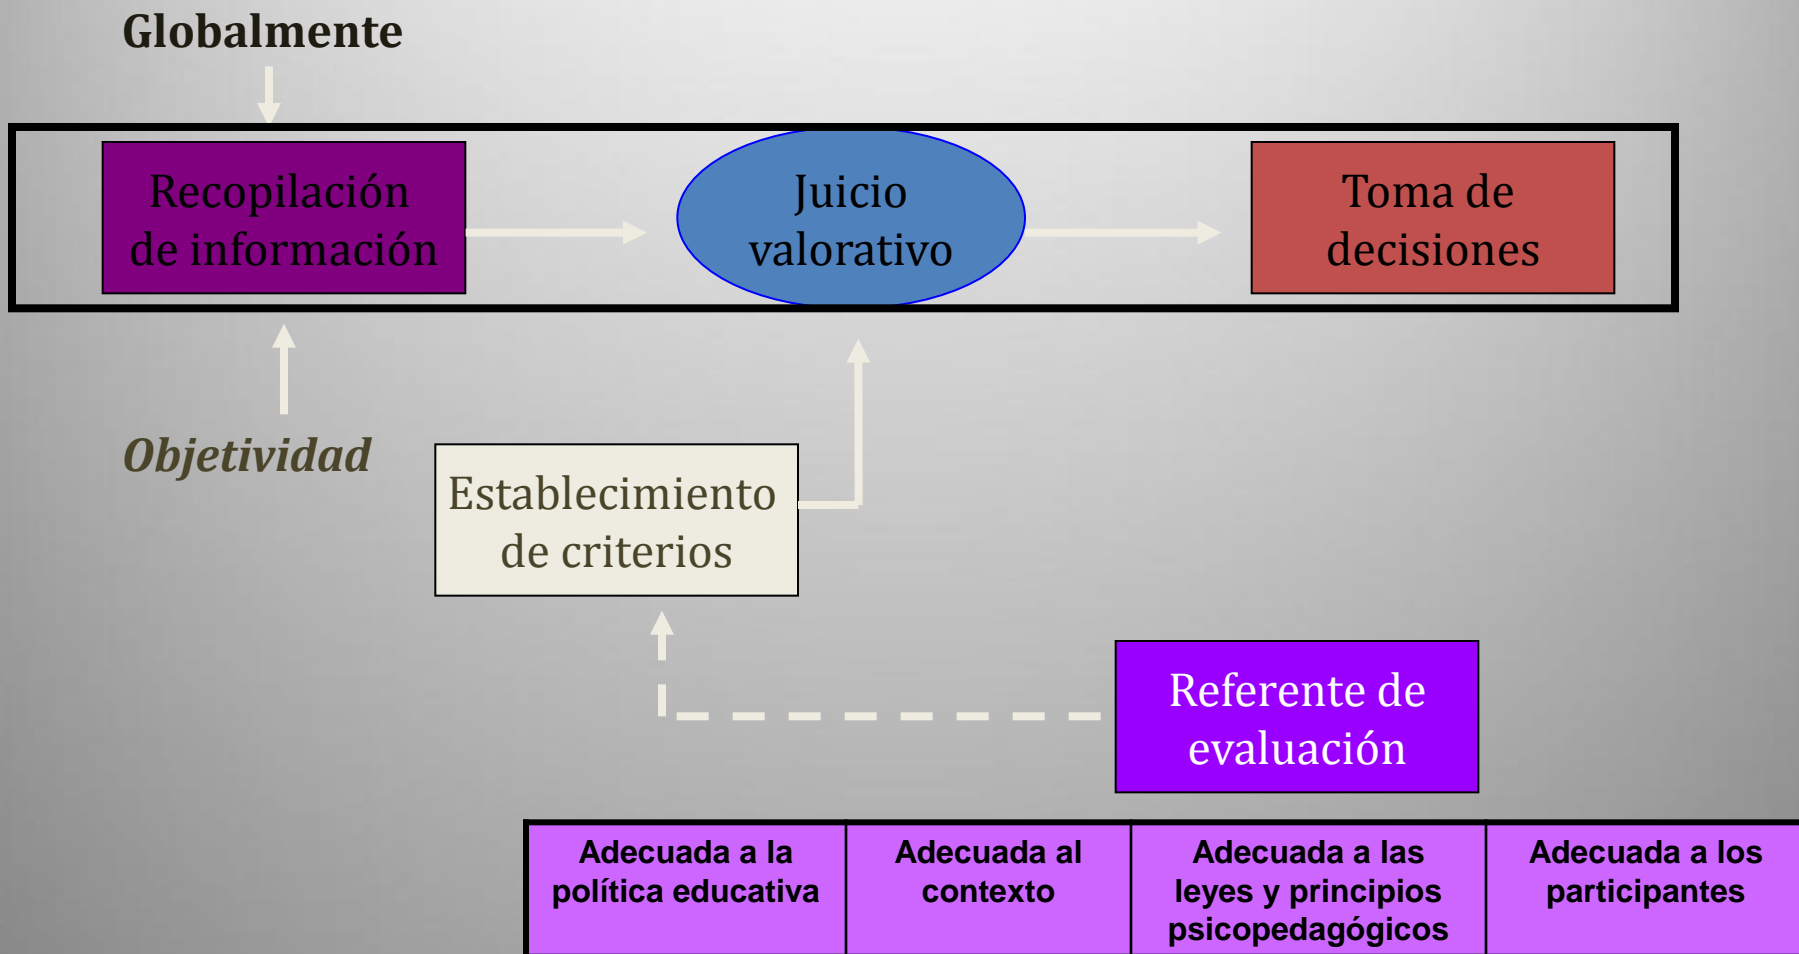 Globalmente
Recopilación
de información
Juicio
valorativo
Toma de
decisiones
Objetividad
Establecimiento
de criterios
Referente de
evaluación
Adecuada a la
política educativa
Adecuada al
contexto
Adecuada a las
leyes y principios
psicopedagógicos
Adecuada a los
participantes